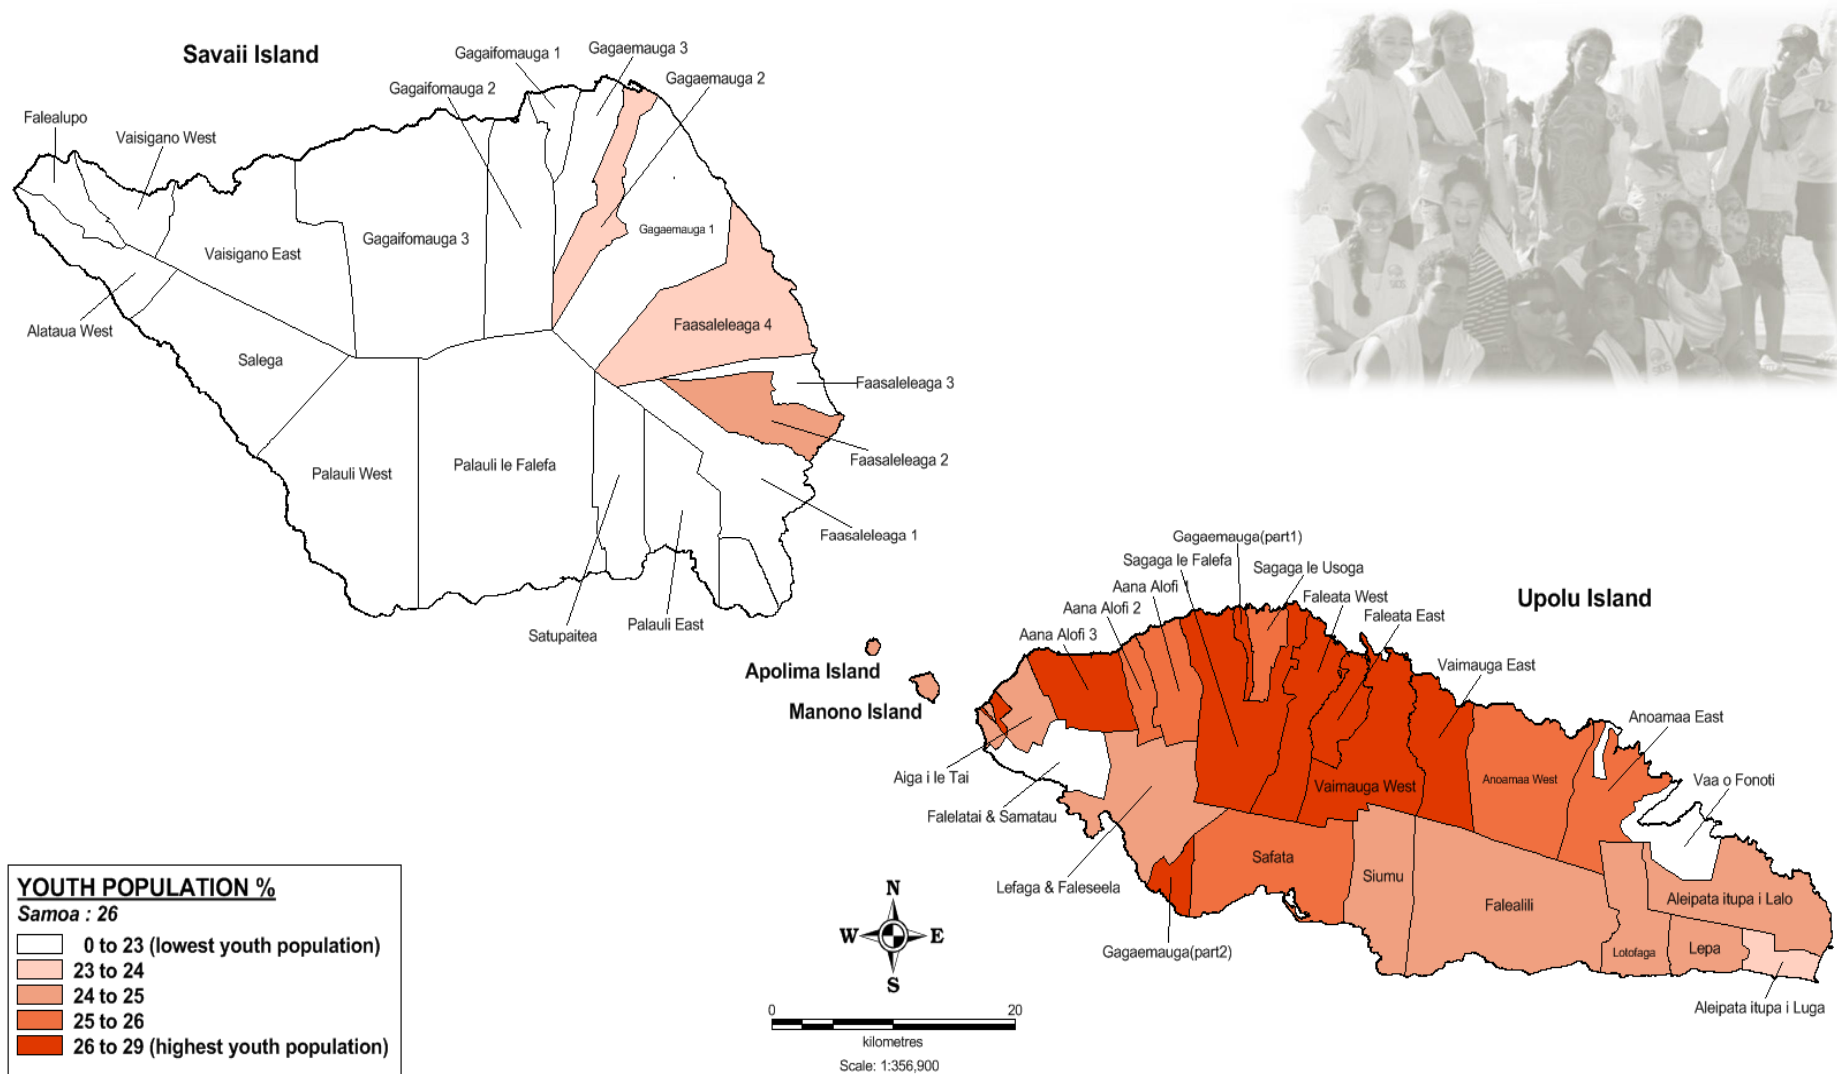 Savaii Island
Gagaifomauga 1
Gagaemauga 3
Gagaifomauga 2
Gagaemauga 2
Falealupo
Vaisigano West
Gagaemauga 1
Gagaifomauga 3
Vaisigano East
Alataua West
Faasaleleaga 4
Salega
Faasaleleaga 3
Faasaleleaga 2
Palauli West
Palauli le Falefa
Faasaleleaga 1
Satupaitea
Palauli East
Gagaemauga(part1)
Sagaga le Falefa
Sagaga le Usoga
Aana Alofi 1
Faleata West
Upolu Island
Aana Alofi 2
Faleata East
Aana Alofi 3
Vaimauga East
Apolima Island
Manono Island
Anoamaa East
Aiga i le Tai
Vaimauga West
Anoamaa West
Vaa o Fonoti
Falelatai & Samatau
Safata
Siumu
Lefaga & Faleseela
Falealili
Aleipata itupa i Lalo
Gagaemauga(part2)
Lotofaga
Lepa
Aleipata itupa i Luga
YOUTH POPULATION %
Samoa : 26
0 to 23 (lowest youth population)
23 to 24
24 to 25
25 to 26
26 to 29 (highest youth population)
N
W
E
S
0
20
kilometres
Scale: 1:356,900